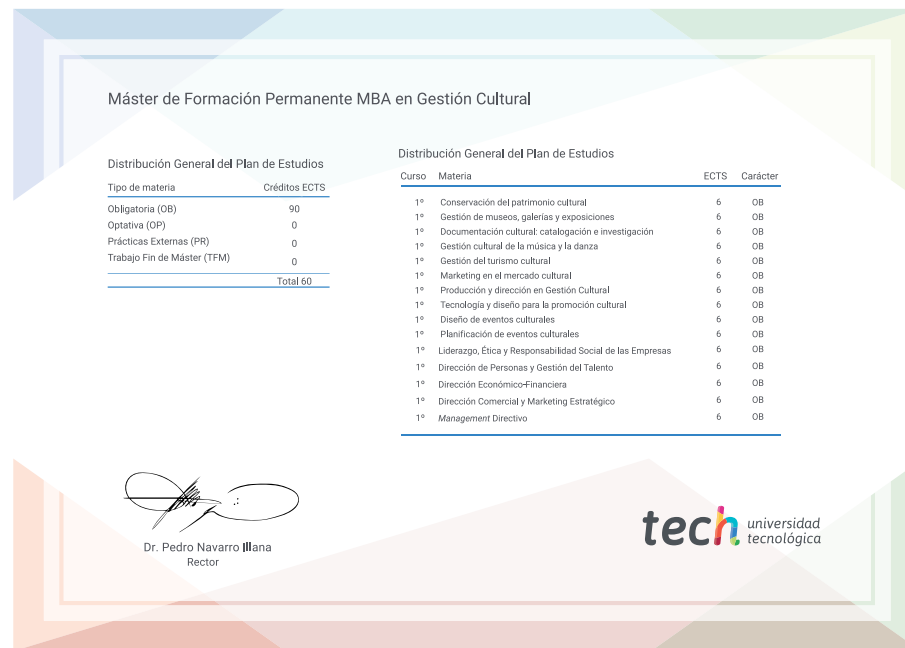 Máster de Formación Permanente MBA en Gestión Cultural
Distribución General del Plan de Estudios
Tipo de materia Créditos ECTS
Obligatoria (OB) 90
Optativa (OP) 0
Prácticas Externas (PR) 0
Trabajo Fin de Máster (TFM) 0
Total 60
Distribución General del Plan de Estudios
Curso Materia ECTS Carácter
1º Conservación del patrimonio cultural 6 OB
1º Gestión de museos, galerías y exposiciones 6 OB
1º Documentación cultural: catalogación e investigación 6 OB
1º Gestión cultural de la música y la danza 6 OB
1º Gestión del turismo cultural 6 OB
1º Marketing en el mercado cultural 6 OB
1º Producción y dirección en Gestión Cultural 6 OB
1º Tecnología y diseño para la promoción cultural 6 OB
1º Diseño de eventos culturales 6 OB
1º Planificación de eventos culturales 6 OB
1º Liderazgo, Ética y Responsabilidad Social de las Empresas 6 OB
1º Dirección de Personas y Gestión del Talento 6 OB
1º Dirección Económico-Financiera 6 OB
1º Dirección Comercial y Marketing Estratégico 6 OB
1º Management Directivo 6 OB
Dr. Pedro Navarro Illana
Rector
tech universidad
tecnológica